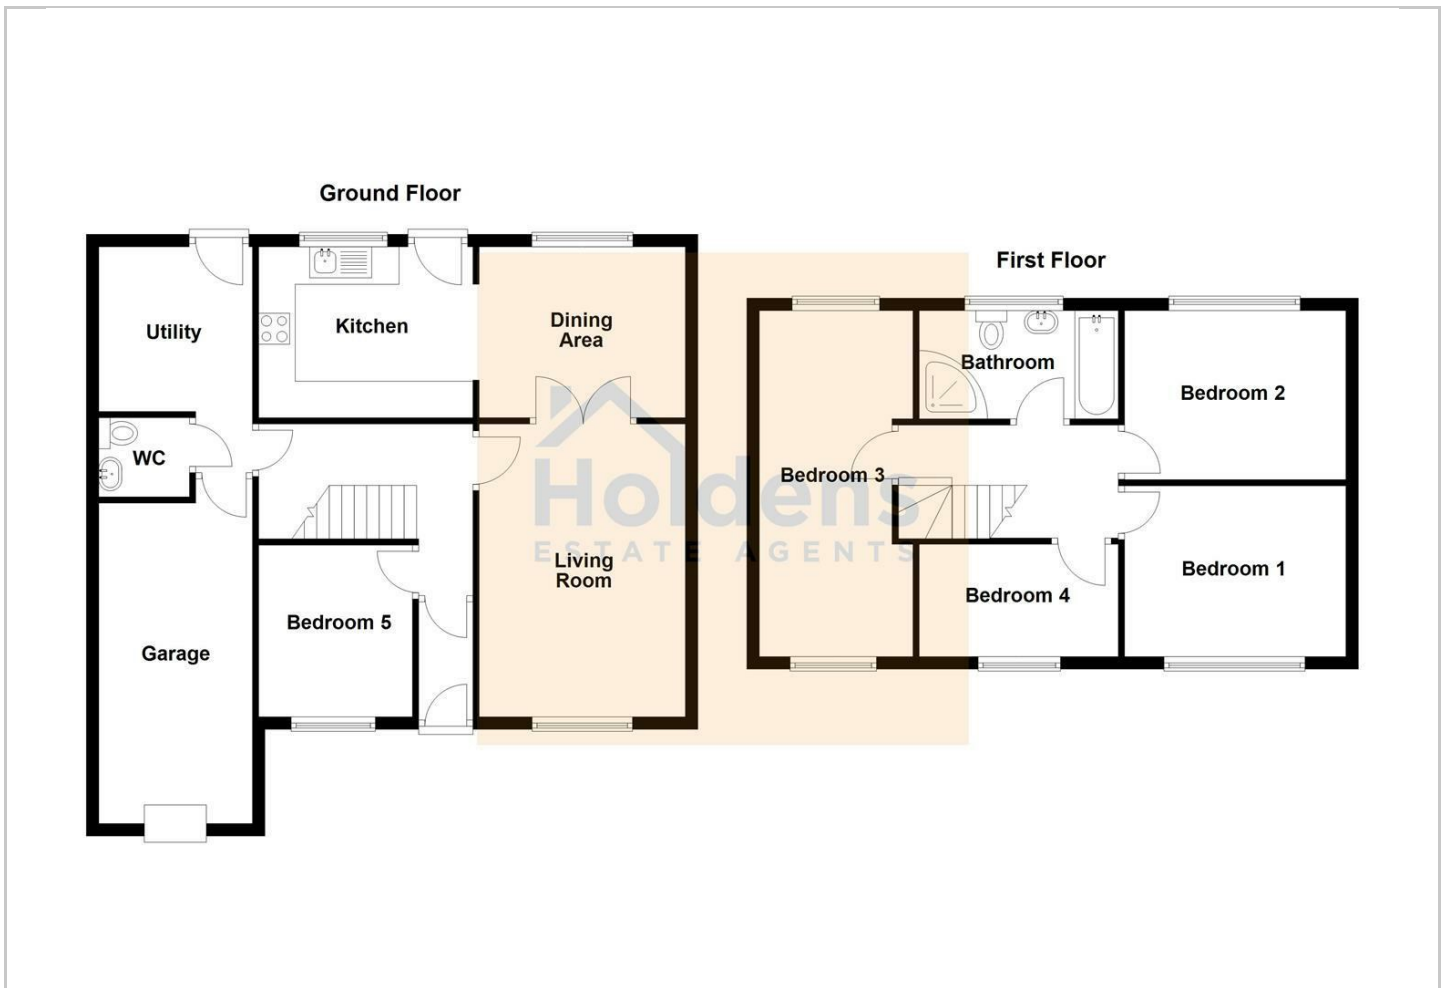 Ground Floor
Utility
Kitchen
Dining
Area
WC
Living
Room
Bedroom 5
Garage
First Floor
Bathroom
Bedroom 2
Bedroom 3
Bedroom 4
Bedroom 1
Holdens
ESTATE AGENTS